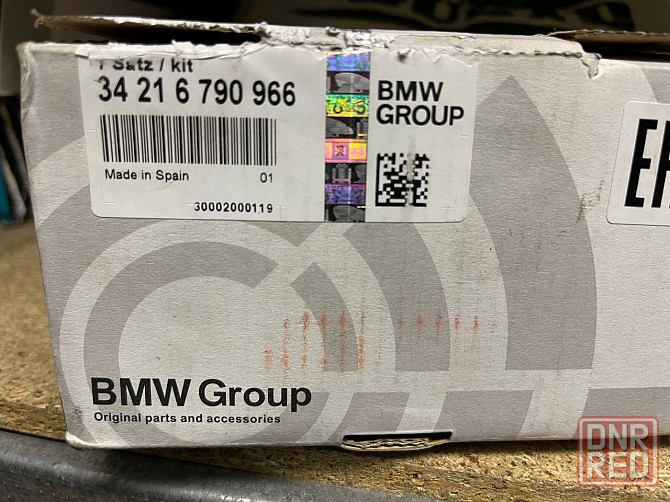 1 Satz / kit
34 21 6 790 966
Made in Spain 01
30002000119
BMW
GROUP
BMW Group
Original parts and accessories
DNR
RED